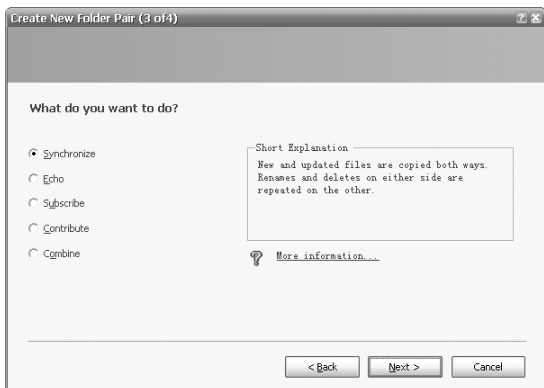 Create New Folder Pair (3 of4)
What do you want to do?
Synchronize
Echo
Subscribe
Contribute
Combine
Short Explanation
New and updated files are copied both ways.
Renames and deletes on either side are
repeated on the other.
More information...
< Back
Next >
Cancel